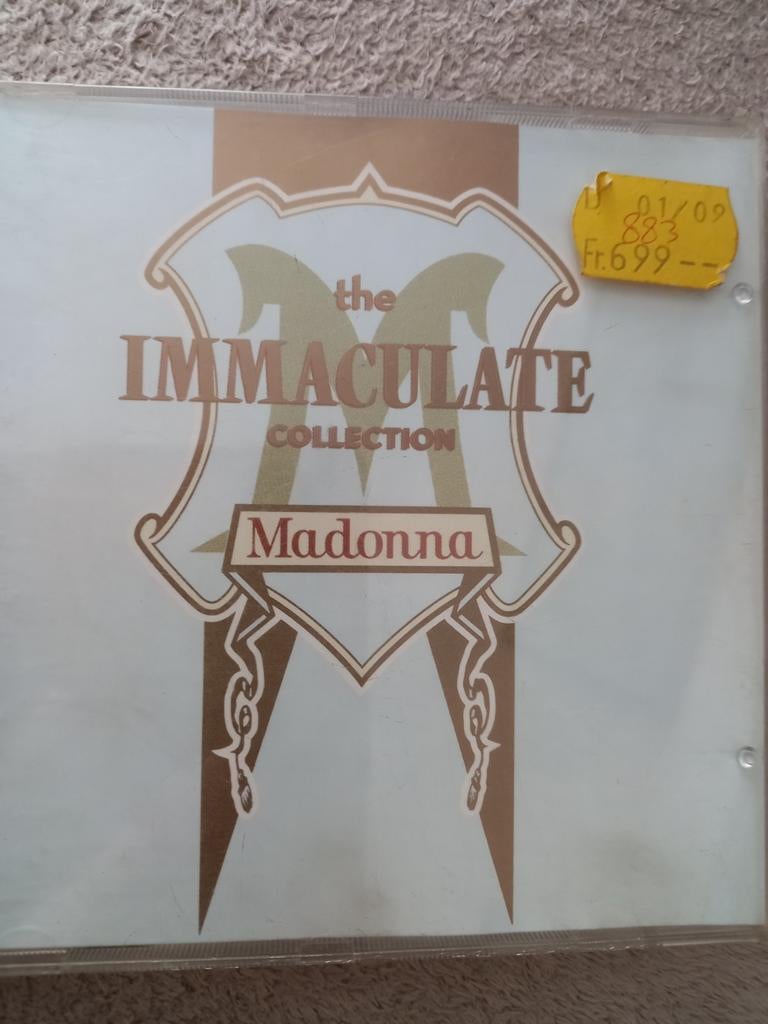 the
IMMACULATE
COLLECTION
Madonna
D 01/09
883
Fr.699--